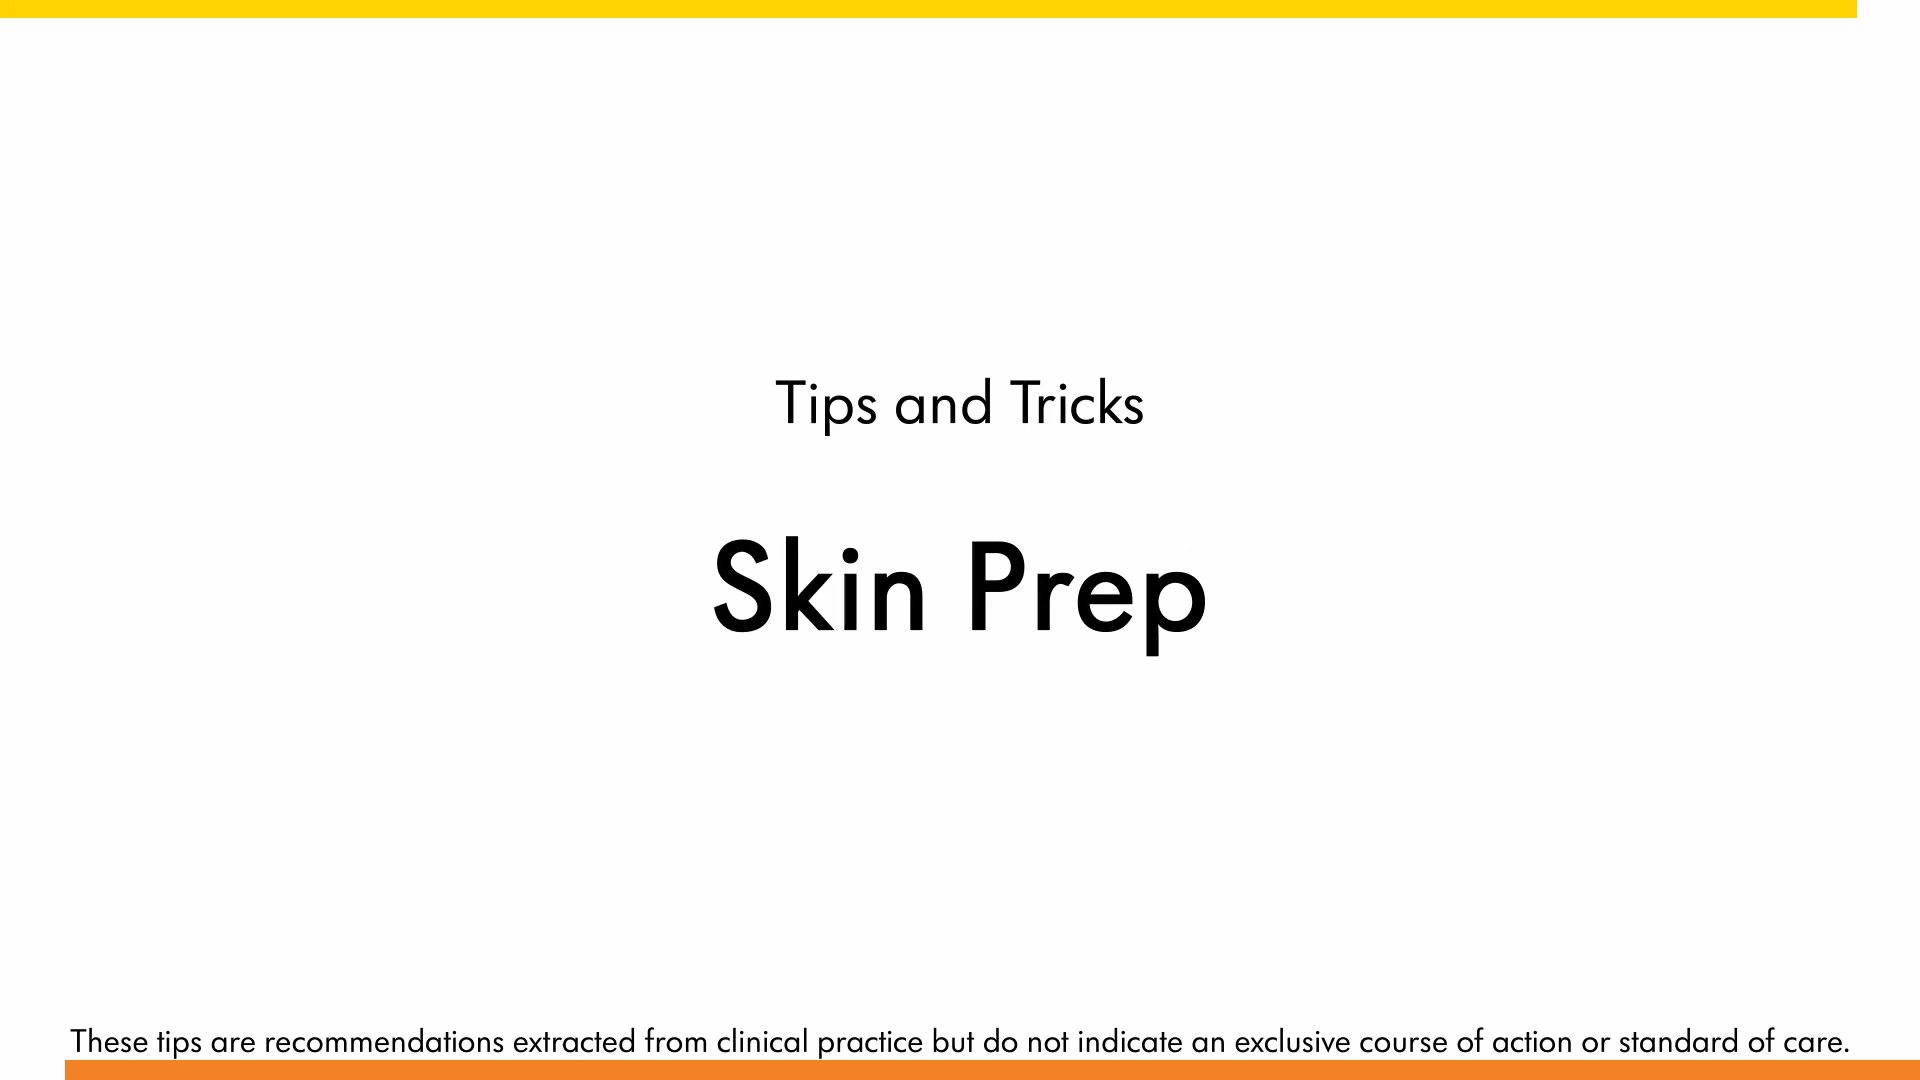 Tips and Tricks
Skin Prep
These tips are recommendations extracted from clinical practice but do not indicate an exclusive course of action or standard of care.